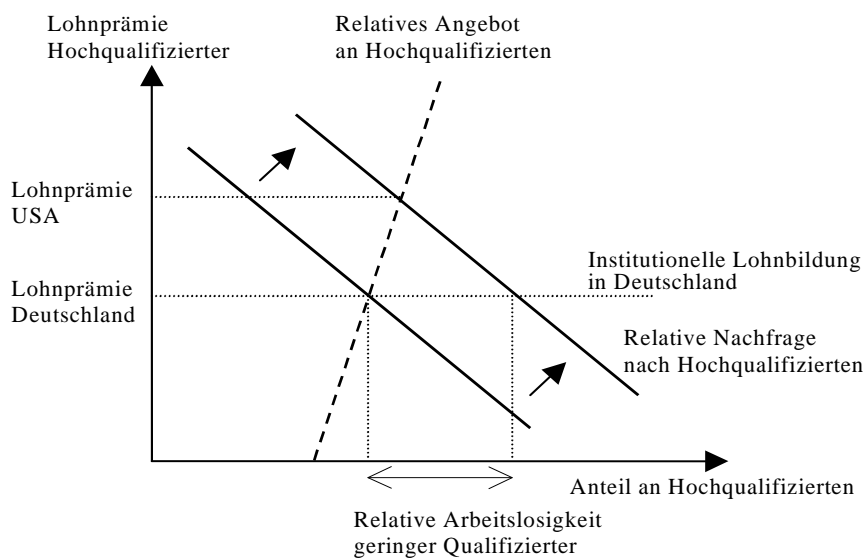 Lohnprämie
Hochqualifizierter
Relatives Angebot
an Hochqualifizierten
Lohnprämie
USA
Institutionelle Lohnbildung
in Deutschland
Lohnprämie
Deutschland
Relative Nachfrage
nach Hochqualifizierten
Anteil an Hochqualifizierten
Relative Arbeitslosigkeit
geringer Qualifizierter